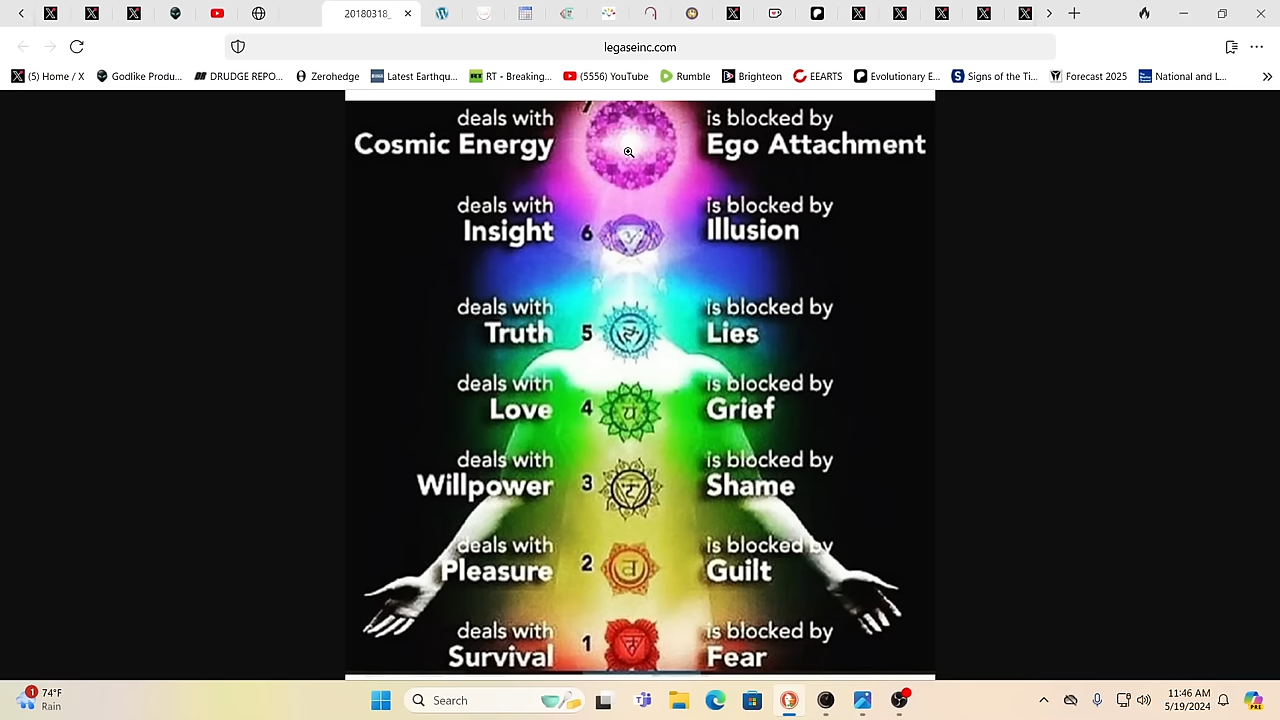 20180318_
legaseinc.com
(5) Home / X
Godlike Produ...
DRUDGE REPO...
Zerohedge
Latest Earthqu...
RT - Breaking...
(5556) YouTube
Rumble
Brighteon
EEARTS
Evolutionary E...
Signs of the Ti...
Forecast 2025
National and L...
deals with
Cosmic Energy
7
is blocked by
Ego Attachment
deals with
Insight
6
is blocked by
Illusion
deals with
Truth
5
is blocked by
Lies
deals with
Love
4
is blocked by
Grief
deals with
Willpower
3
is blocked by
Shame
deals with
Pleasure
2
is blocked by
Guilt
deals with
Survival
1
is blocked by
Fear
1
74°F
Rain
Search
11:46 AM
5/19/2024
PRE